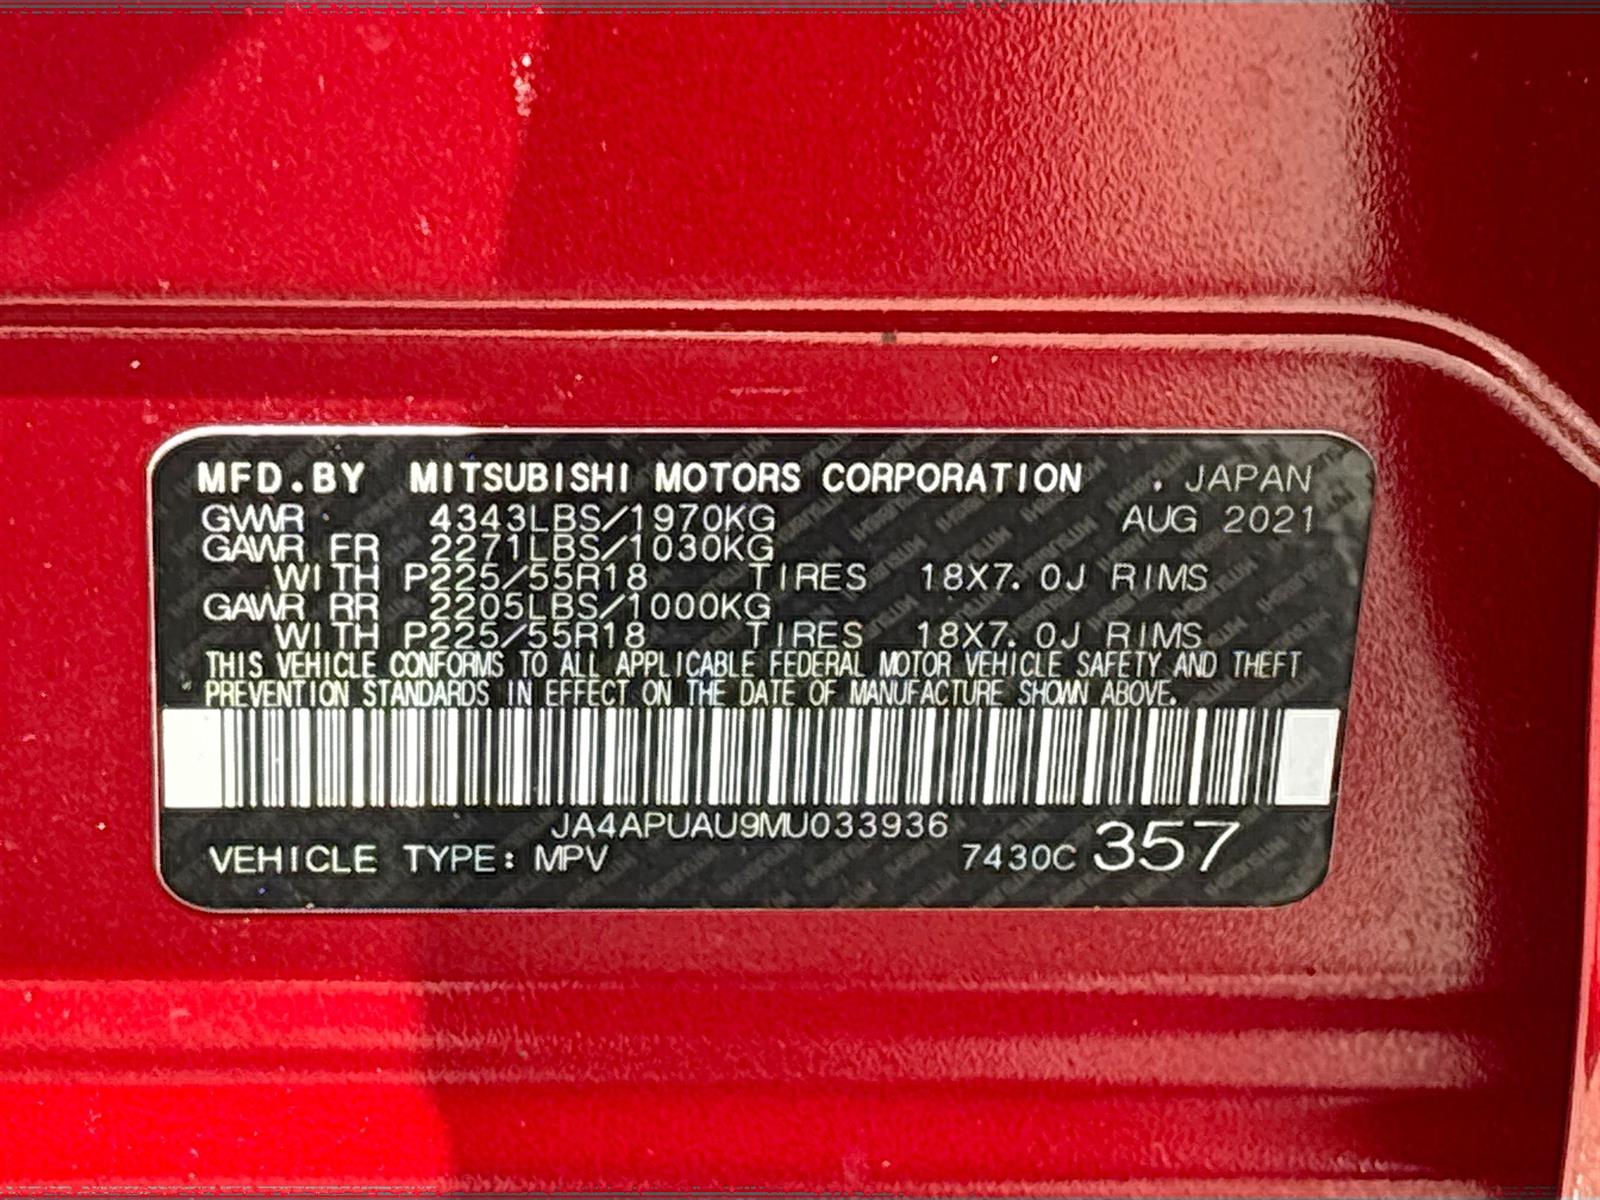 MFD.BY MITSUBISHI MOTORS CORPORATION . JAPAN
GVWR 4343LBS/1970KG AUG 2021
GAWR FR 2271LBS/1030KG
WITH P225/55R18 TIRES 18X7.0J RIMS
GAWR RR 2205LBS/1000KG
WITH P225/55R18 TIRES 18X7.0J RIMS
THIS VEHICLE CONFORMS TO ALL APPLICABLE FEDERAL MOTOR VEHICLE SAFETY AND THEFT
PREVENTION STANDARDS IN EFFECT ON THE DATE OF MANUFACTURE SHOWN ABOVE.
JA4APUAU9MU033936
VEHICLE TYPE: MPV 7430C 357